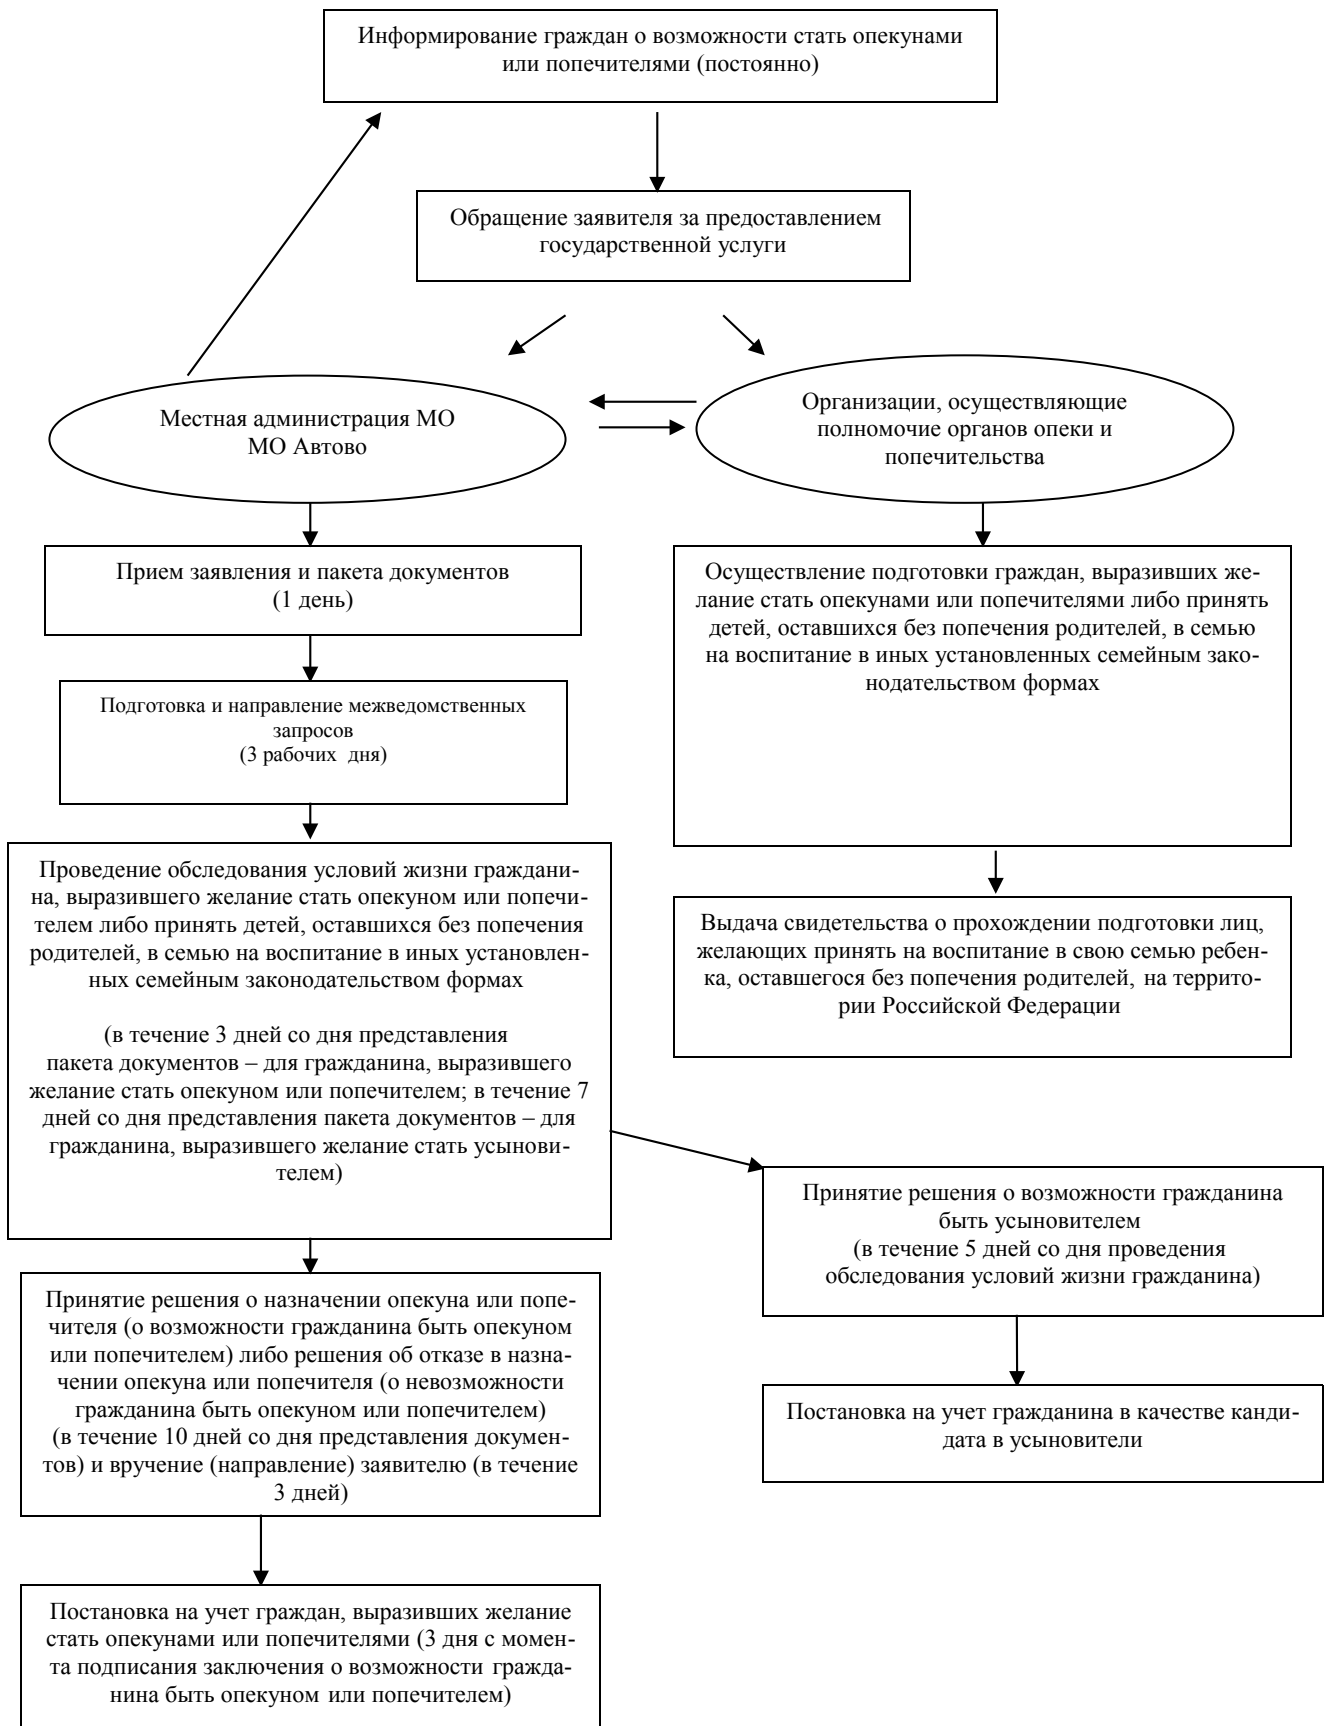 Информирование граждан о возможности стать опекунами
или попечителями (постоянно)
Обращение заявителя за предоставлением
государственной услуги
Местная администрация МО
МО Автово
Организации, осуществляющие
полномочие органов опеки и
попечительства
Прием заявления и пакета документов
(1 день)
Осуществление подготовки граждан, выразивших же-
лание стать опекунами или попечителями либо принять
детей, оставшихся без попечения родителей, в семью
на воспитание в иных установленных семейным зако-
нодательством формах
Подготовка и направление межведомственных
запросов
(3 рабочих дня)
Проведение обследования условий жизни граждани-
на, выразившего желание стать опекуном или попечи-
телем либо принять детей, оставшихся без попечения
родителей, в семью на воспитание в иных установлен-
ных семейным законодательством формах
(в течение 3 дней со дня представления
пакета документов – для гражданина, выразившего
желание стать опекуном или попечителем; в течение 7
дней со дня представления пакета документов – для
гражданина, выразившего желание стать усынови-
телем)
Выдача свидетельства о прохождении подготовки лиц,
желающих принять на воспитание в свою семью ребен-
ка, оставшегося без попечения родителей, на террито-
рии Российской Федерации
Принятие решения о возможности гражданина
быть усыновителем
(в течение 5 дней со дня проведения
обследования условий жизни гражданина)
Принятие решения о назначении опекуна или попе-
чителя (о возможности гражданина быть опекуном
или попечителем) либо решения об отказе в назна-
чении опекуна или попечителя (о невозможности
гражданина быть опекуном или попечителем)
(в течение 10 дней со дня представления докумен-
тов) и вручение (направление) заявителю (в течение
3 дней)
Постановка на учет гражданина в качестве канди-
дата в усыновители
Постановка на учет граждан, выразивших желание
стать опекунами или попечителями (3 дня с момен-
та подписания заключения о возможности гражда-
нина быть опекуном или попечителем)